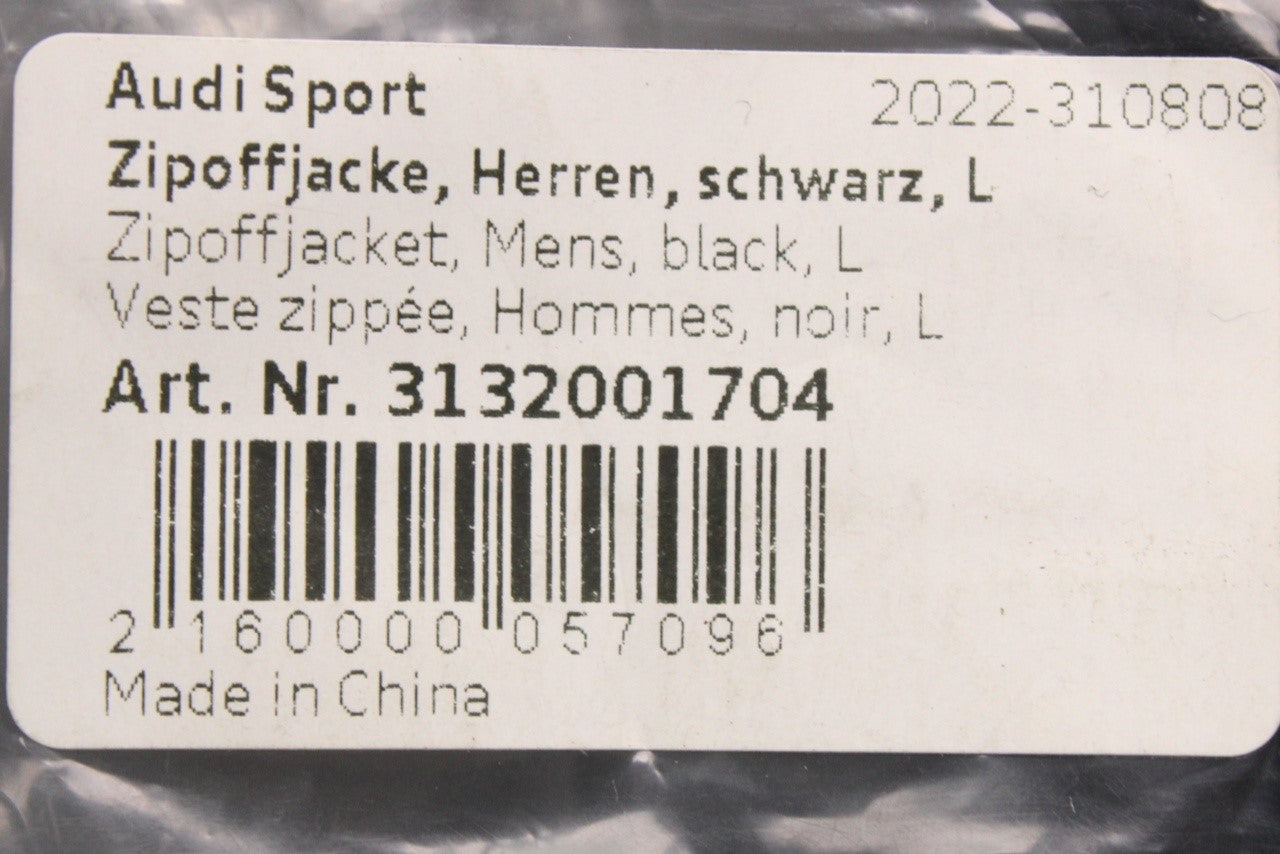 Audi Sport 2022-310808
Zipoffjacke, Herren, schwarz, L
Zipoffjacket, Mens, black, L
Veste zippée, Hommes, noir, L
Art. Nr. 3132001704
2 160000 057096
Made in China